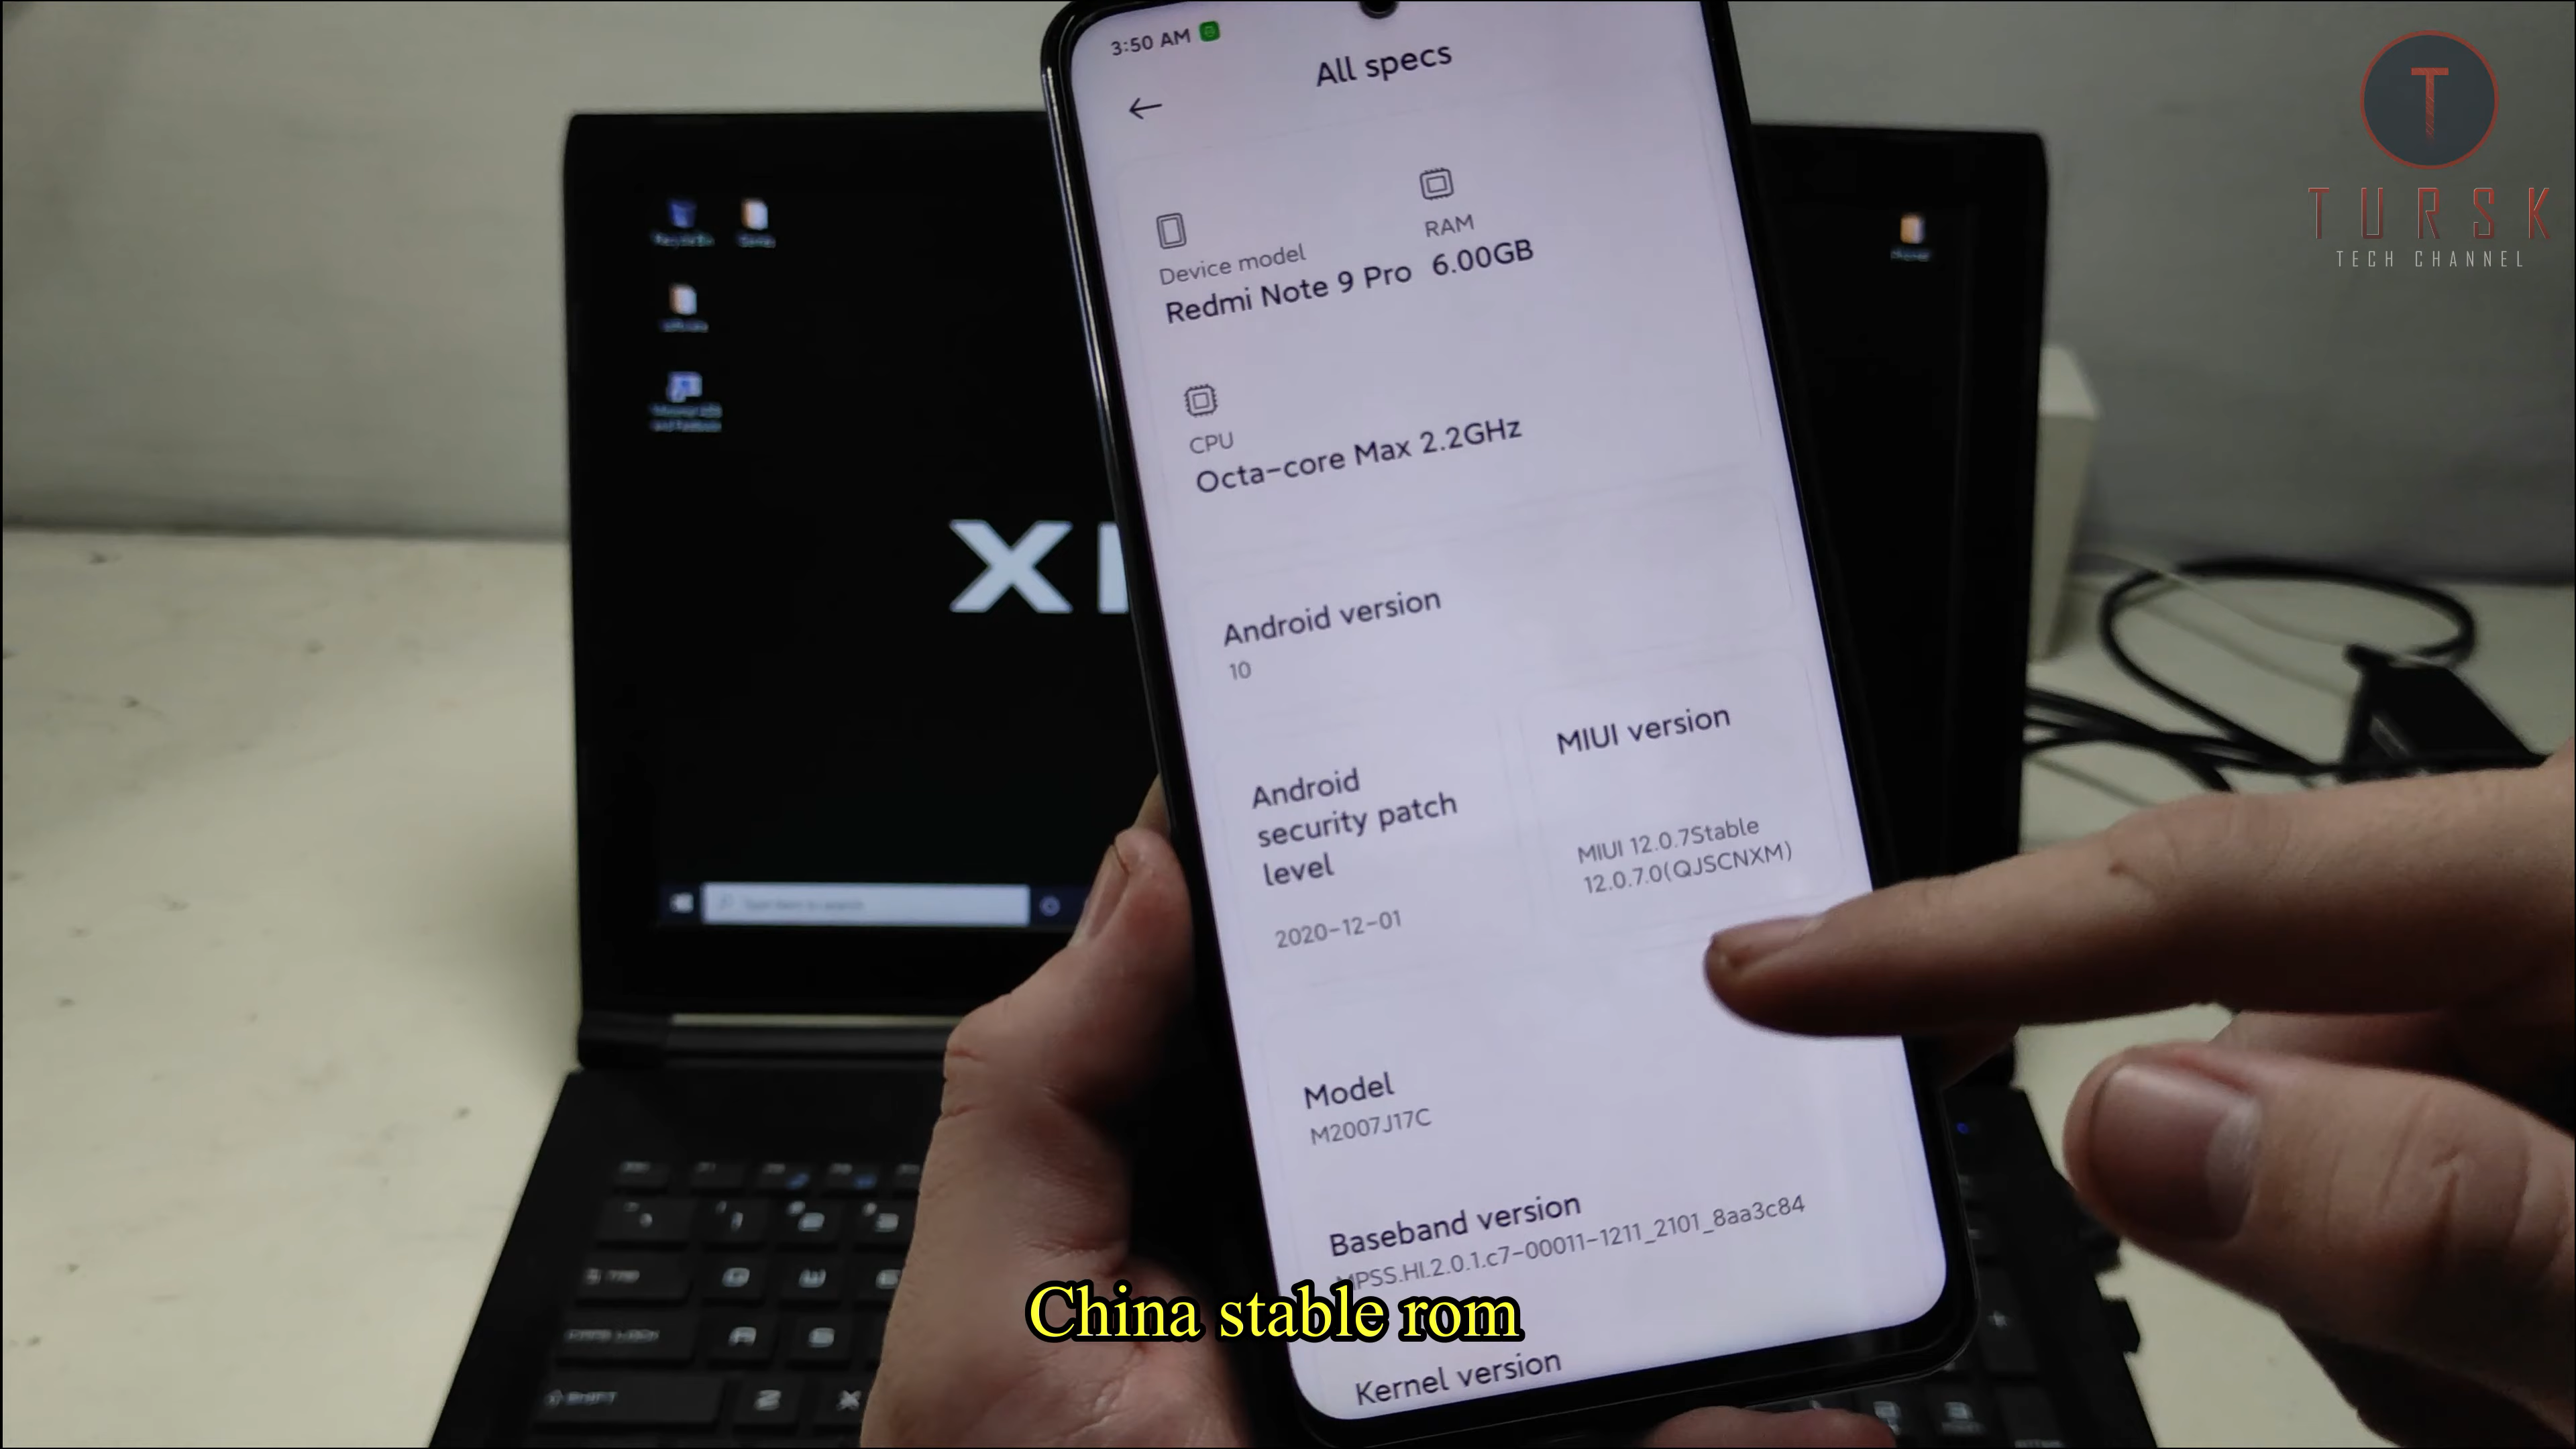 3:50 AM
All specs
Device model
Redmi Note 9 Pro
RAM
6.00GB
CPU
Octa-core Max 2.2GHz
Android version
10
Android
security patch
level
2020-12-01
MIUI version
MIUI 12.0.7Stable
12.0.7.0(QJSCNXM)
Model
M2007J17C
Baseband version
MPSS.HI.2.0.1.c7-00011-1211_2101_8aa3c84
Kernel version
China stable rom
T
TURSK
TECH CHANNEL